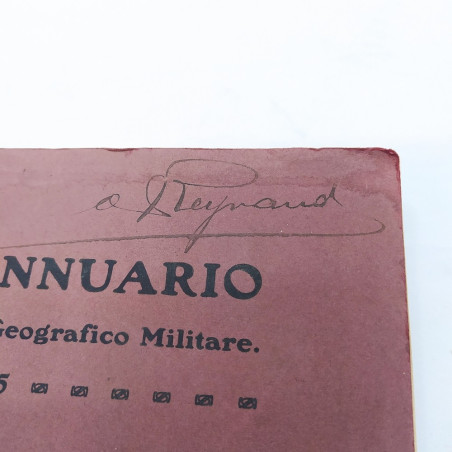 a Reynaud
NNUARIO
Geografico Militare.
5